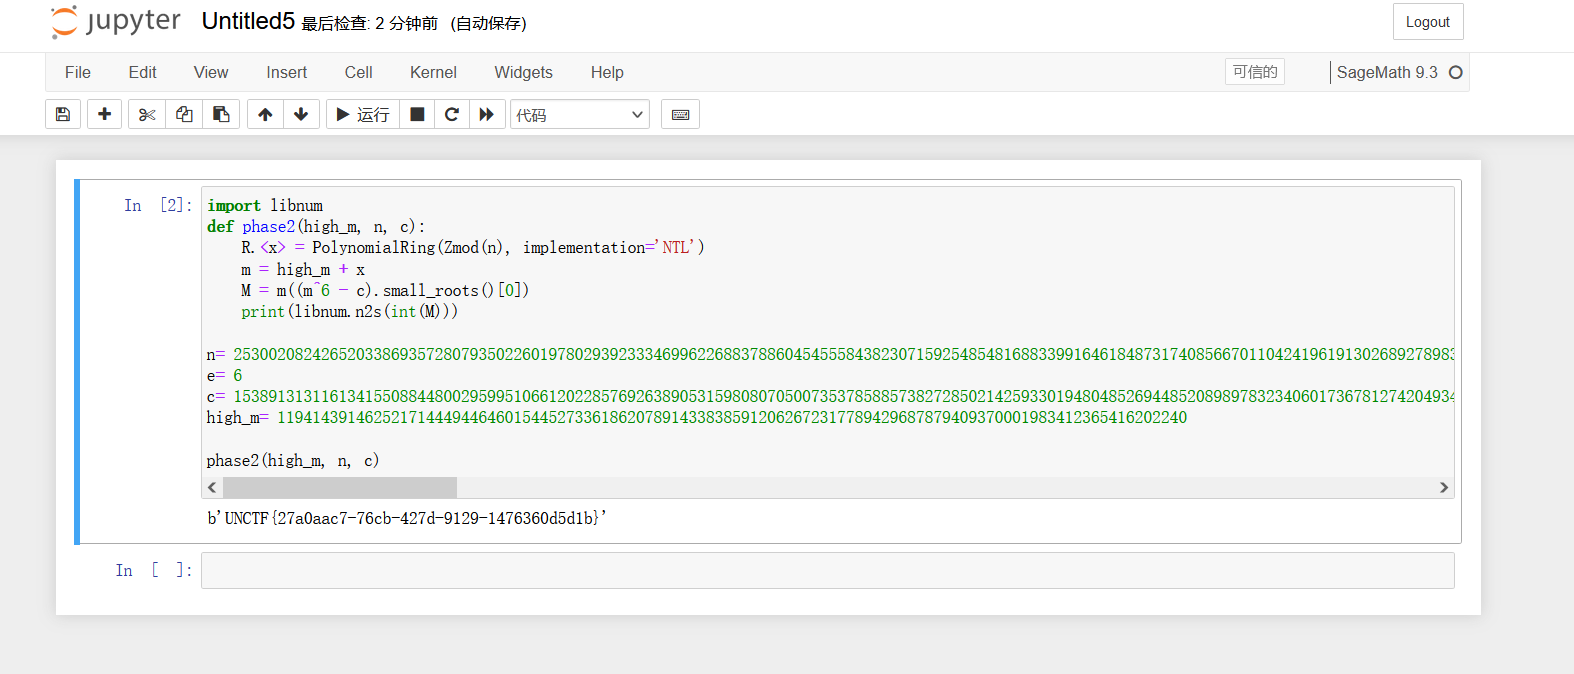 jupyter Untitled5 最后检查: 2 分钟前 (自动保存) Logout
File Edit View Insert Cell Kernel Widgets Help 可信的 SageMath 9.3
运行 代码
In [2]: import libnum
def phase2(high_m, n, c):
    R.<x> = PolynomialRing(Zmod(n), implementation='NTL')
    m = high_m + x
    M = m((m^6 - c).small_roots()[0])
    print(libnum.n2s(int(M)))
n= 2530020824265203386935728079350226019780293923334699622688378860454555843823071592548548168833991646184873174085667011042419619130268927898​3
e= 6
c= 15389131311613415508844800295995106612022857692638905315980807050073537858857382728502142593301948048526944852089897832340601736781274204934
high_m= 11941439146252171444944646015445273361862078914338385912062672317789429687879409370001983412365416202240
phase2(high_m, n, c)
b'UNCTF{27a0aac7-76cb-427d-9129-1476360d5d1b}'
In [ ]: